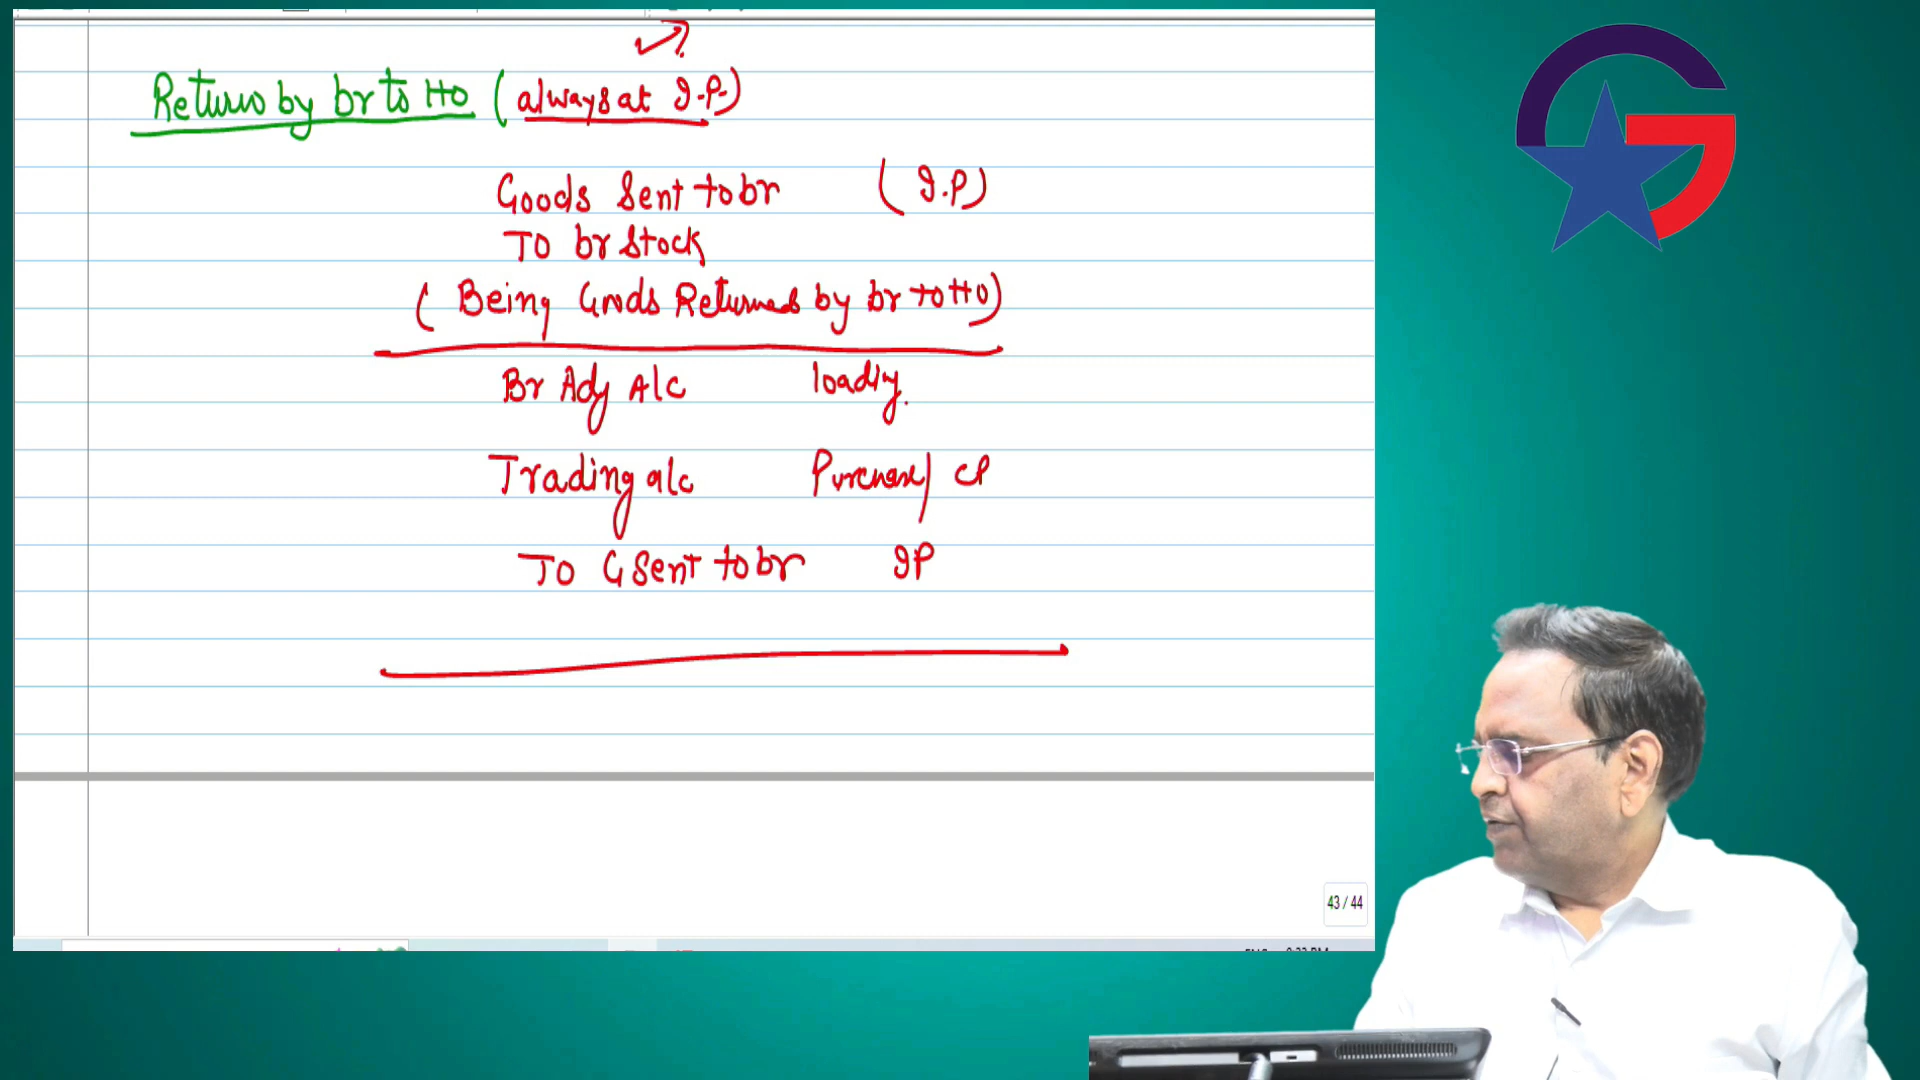 Returns by br to HO (always at I.P.)
Goods Sent to br (I.P)
To br Stock
(Being Goods Returned by br to HO)
Br Adj A/c loading.
Trading a/c Purchase/ CP
To G Sent to br IP
43 / 44